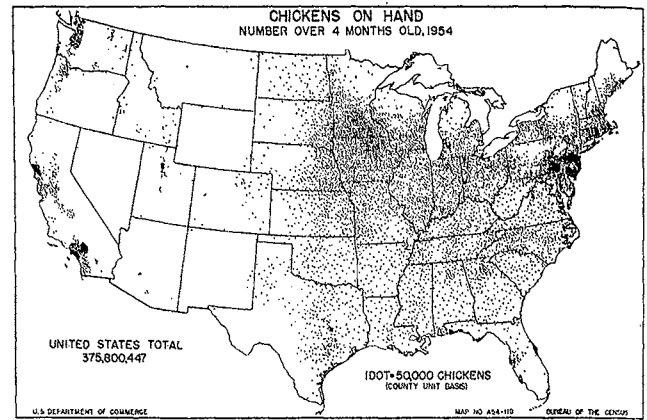 CHICKENS ON HAND
NUMBER OVER 4 MONTHS OLD, 1954
UNITED STATES TOTAL
375,800,447
1 DOT=50,000 CHICKENS
(COUNTY UNIT BASIS)
U.S. DEPARTMENT OF COMMERCE
MAP NO. A54-110
BUREAU OF THE CENSUS